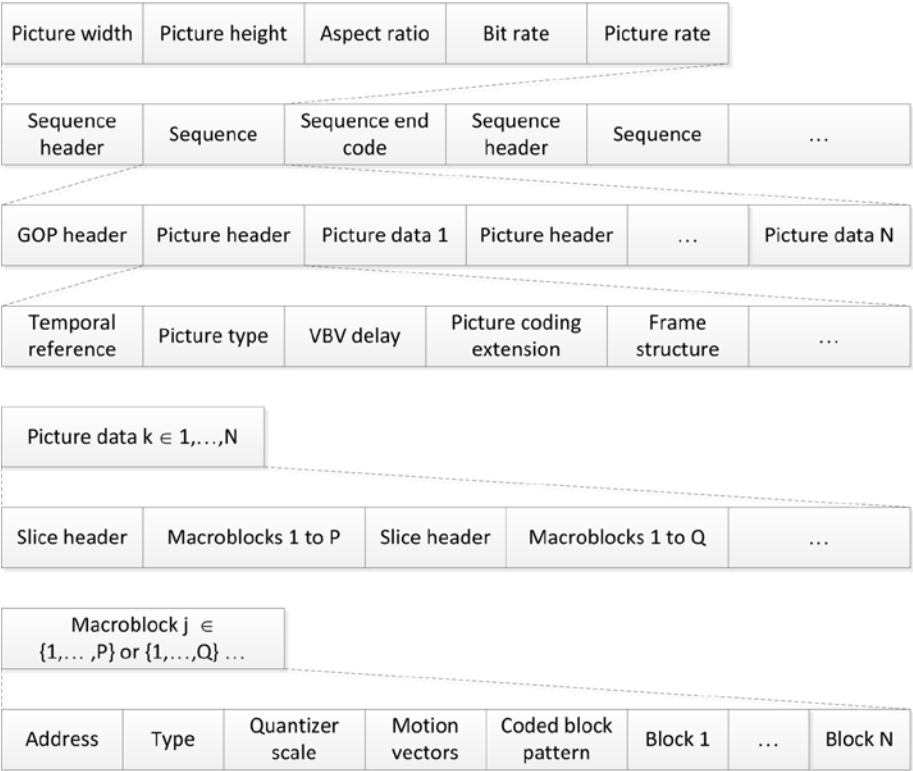 Picture width Picture height Aspect ratio Bit rate Picture rate
Sequence header Sequence Sequence end code Sequence header Sequence ...
GOP header Picture header Picture data 1 Picture header ... Picture data N
Temporal reference Picture type VBV delay Picture coding extension Frame structure ...
Picture data k ∈ 1,...,N
Slice header Macroblocks 1 to P Slice header Macroblocks 1 to Q ...
Macroblock j ∈
{1,... ,P} or {1,...,Q} ...
Address Type Quantizer scale Motion vectors Coded block pattern Block 1 ... Block N